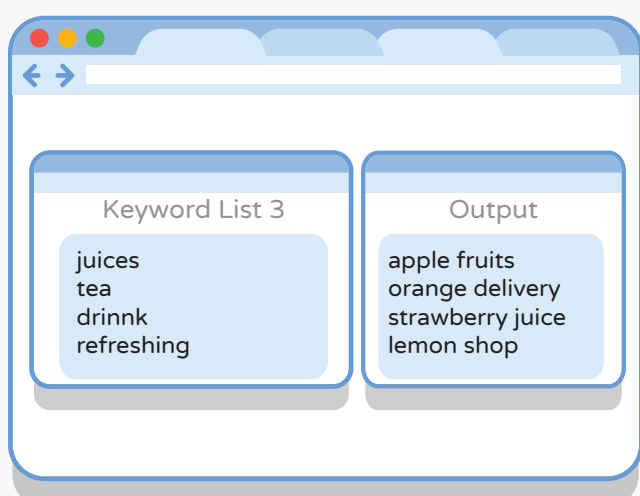 Keyword List 3
juices
tea
drinnk
refreshing
Output
apple fruits
orange delivery
strawberry juice
lemon shop